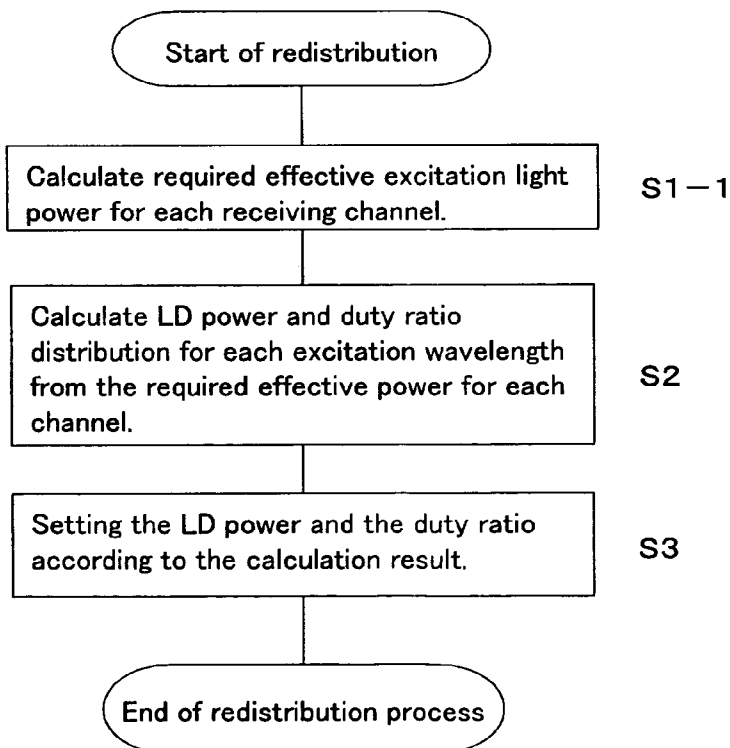 Start of redistribution
Calculate required effective excitation light
power for each receiving channel.
S1-1
Calculate LD power and duty ratio
distribution for each excitation wavelength
from the required effective power for each
channel.
S2
Setting the LD power and the duty ratio
according to the calculation result.
S3
End of redistribution process